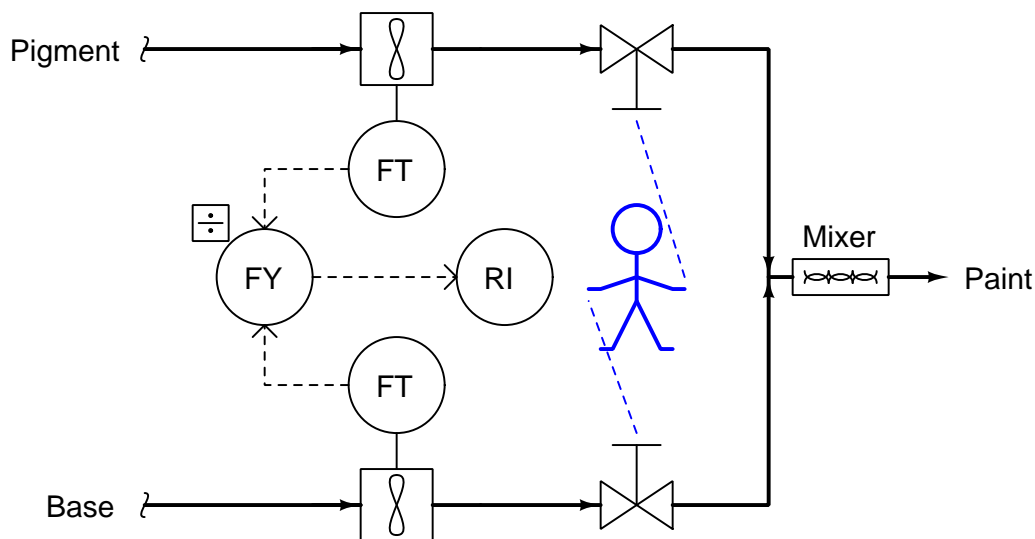 Pigment
FT
÷
FY
RI
Mixer
Paint
FT
Base